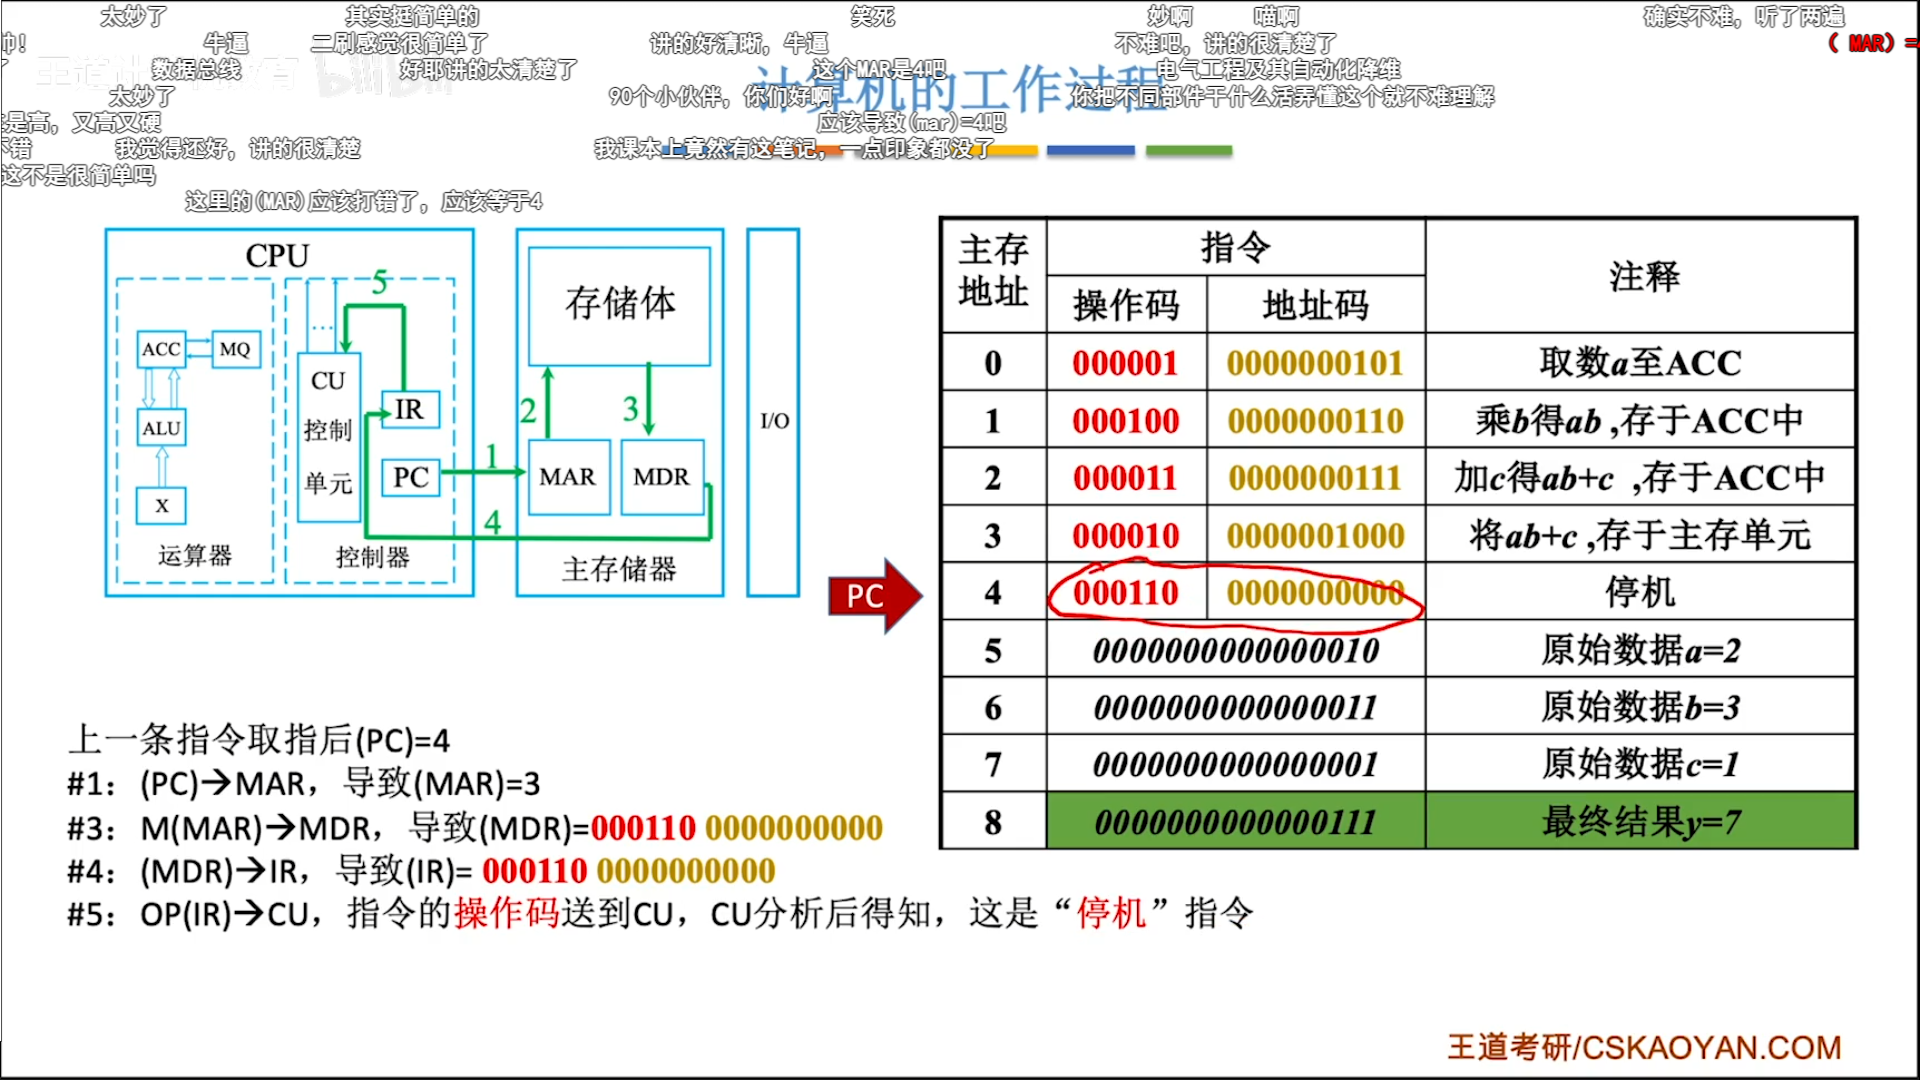 太妙了 其实挺简单的 笑死 妙啊 喵啊 确实不难，听了两遍
帅！ 牛逼 二刷感觉很简单了 讲的好清晰，牛逼 不难吧，讲的很清楚了 （ MAR）=
数据总线 好耶讲的太清楚了 这个MAR是4吧 电气工程及其自动化降维
计算机的工作过程
太妙了 90个小伙伴，你们好啊 你把不同部件干什么活弄懂这个就不难理解
是高，又高又硬 应该导致(mar)=4吧
不错 我觉得还好，讲的很清楚 我课本上竟然有这笔记，一点印象都没了
这不是很简单吗
这里的(MAR)应该打错了，应该等于4
CPU
5
ACC MQ
ALU
X
运算器
...
CU
控制
单元
IR
PC
控制器
1
4
存储体
2 3
MAR MDR
主存储器
I/O
PC
主存地址 指令 注释
操作码 地址码
0 000001 0000000101 取数a至ACC
1 000100 0000000110 乘b得ab ,存于ACC中
2 000011 0000000111 加c得ab+c ,存于ACC中
3 000010 0000001000 将ab+c ,存于主存单元
4 000110 0000000000 停机
5 0000000000000010 原始数据a=2
6 0000000000000011 原始数据b=3
7 0000000000000001 原始数据c=1
8 0000000000000111 最终结果y=7
上一条指令取指后(PC)=4
#1：(PC)→MAR，导致(MAR)=3
#3：M(MAR)→MDR，导致(MDR)=000110 0000000000
#4：(MDR)→IR，导致(IR)= 000110 0000000000
#5：OP(IR)→CU，指令的操作码送到CU，CU分析后得知，这是“停机”指令
王道考研/CSKAOYAN.COM